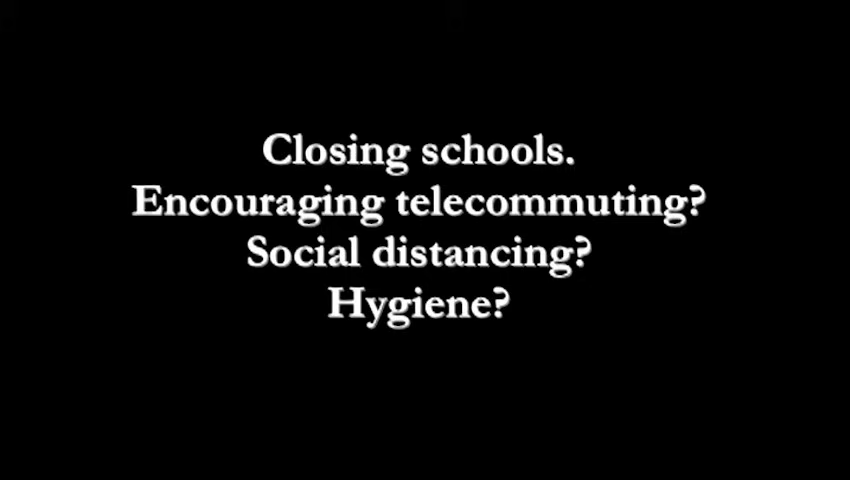 Closing schools.
Encouraging telecommuting?
Social distancing?
Hygiene?